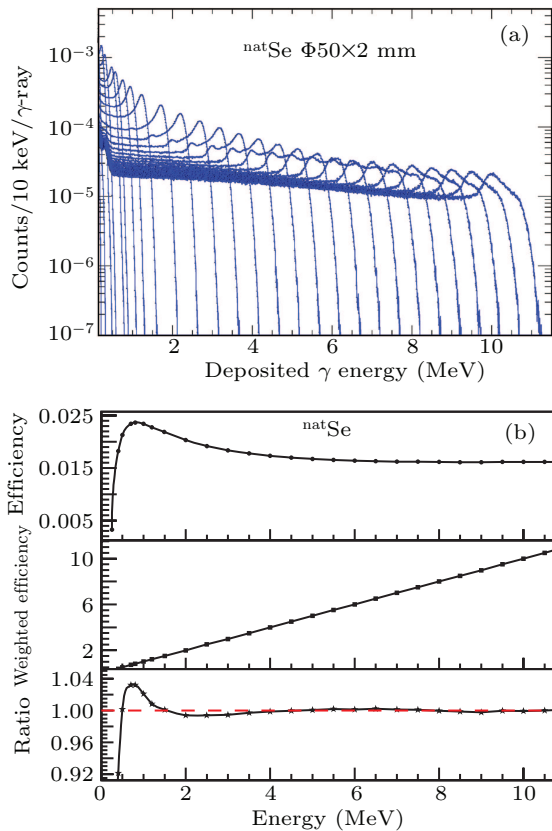 natSe Φ50×2 mm
(a)
10−3
10−4
10−5
10−6
10−7
Counts/10 keV/γ-ray
2 4 6 8 10
Deposited γ energy (MeV)
natSe
(b)
0.025
0.015
0.005
Efficiency
10
6
2
Weighted efficiency
1.04
1.00
0.96
0.92
Ratio
0 2 4 6 8 10
Energy (MeV)